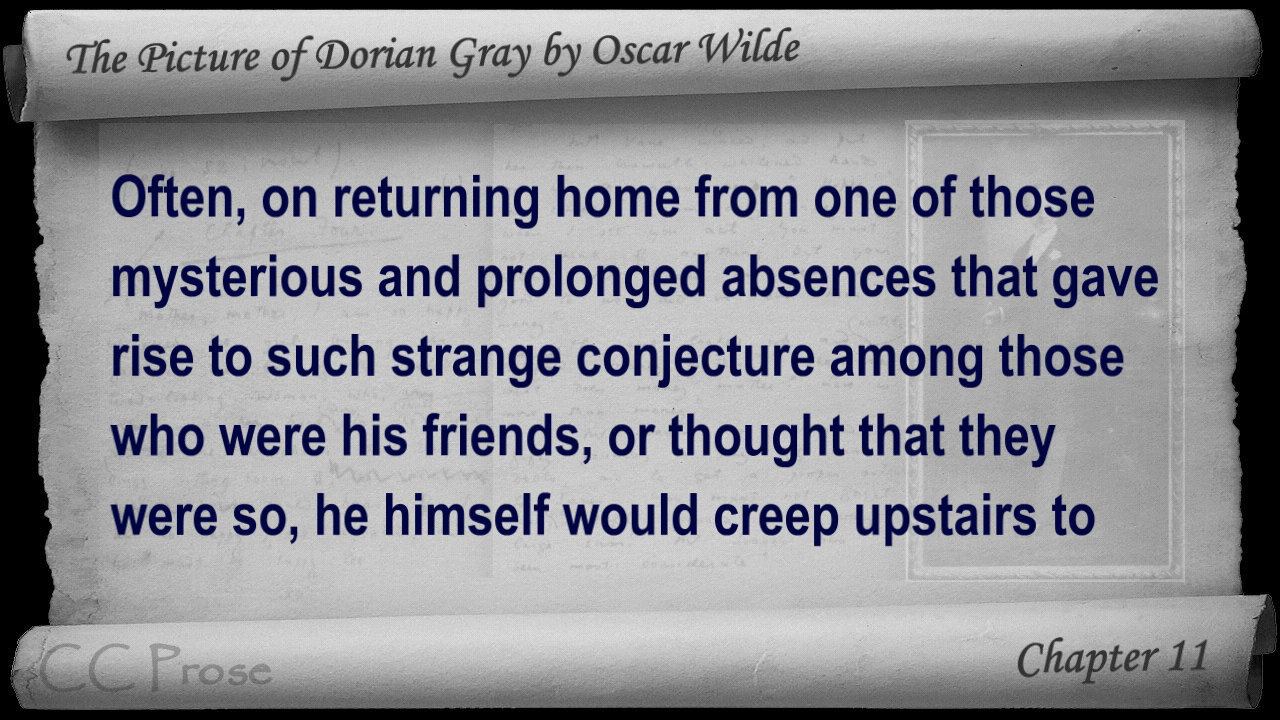 The Picture of Dorian Gray by Oscar Wilde
Often, on returning home from one of those
mysterious and prolonged absences that gave
rise to such strange conjecture among those
who were his friends, or thought that they
were so, he himself would creep upstairs to
CC Prose
Chapter 11